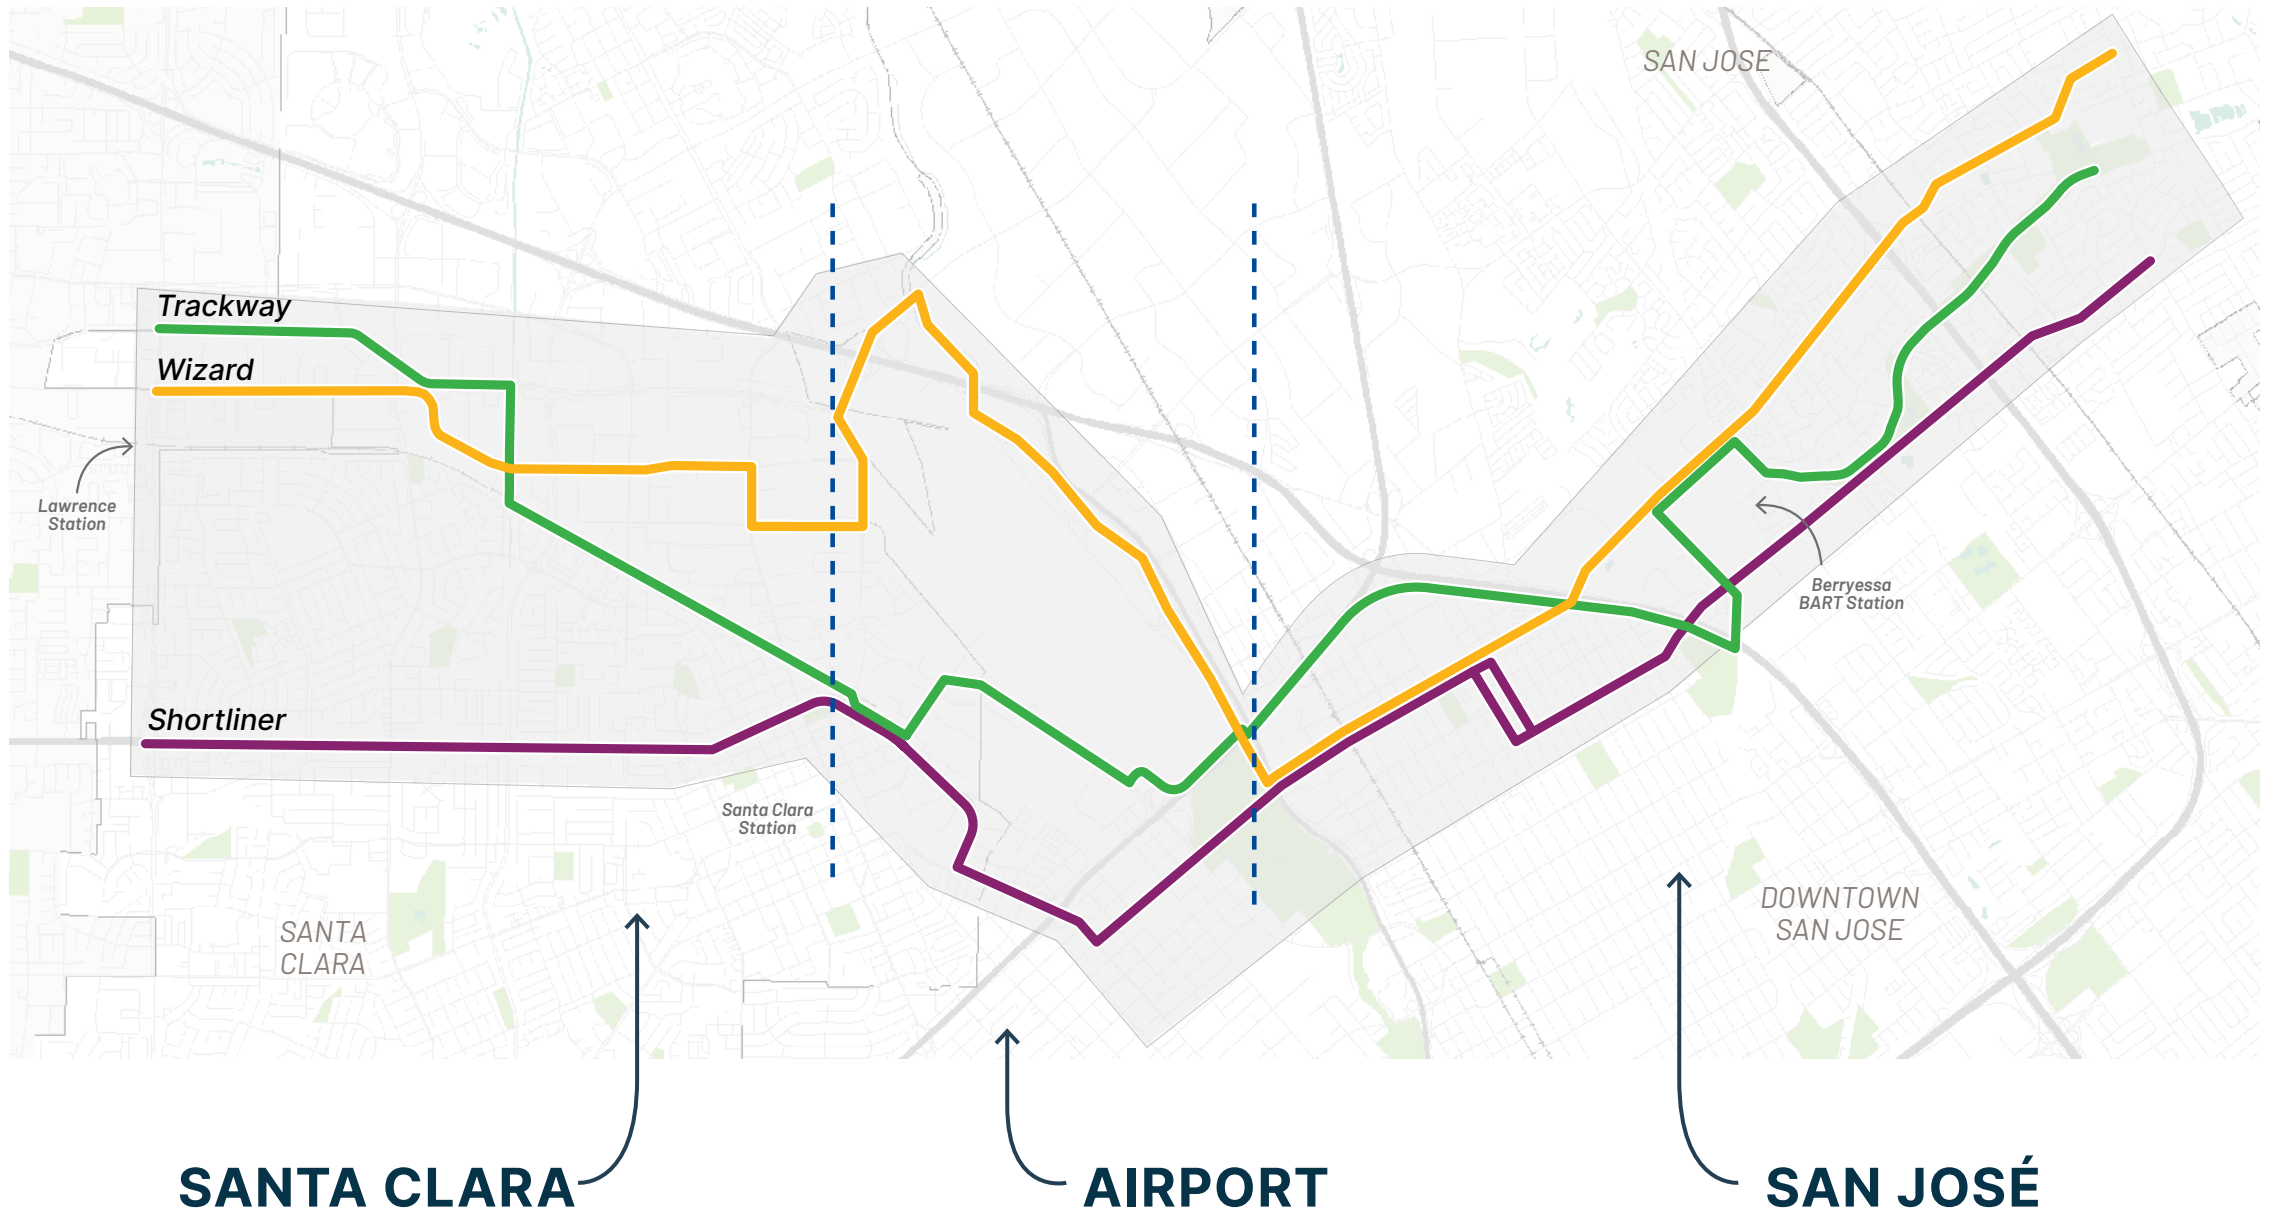 SAN JOSE
Trackway
Wizard
Lawrence
Station
Berryessa
BART Station
Shortliner
Santa Clara
Station
SANTA
CLARA
DOWNTOWN
SAN JOSE
SANTA CLARA
AIRPORT
SAN JOSÉ